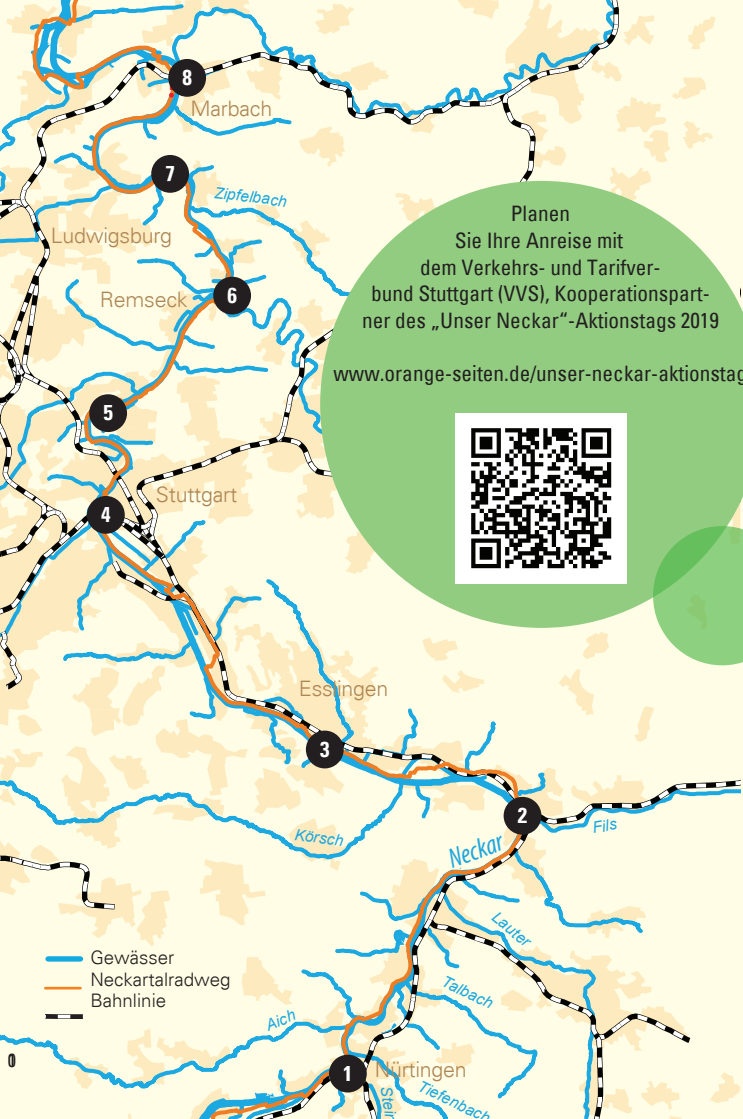 8
Marbach
7
Zipfelbach
Planen
Sie Ihre Anreise mit
dem Verkehrs- und Tarifver-
bund Stuttgart (VVS), Kooperationspart-
ner des „Unser Neckar“-Aktionstags 2019
www.orange-seiten.de/unser-neckar-aktionstag
Ludwigsburg
Remseck
6
5
Stuttgart
4
Esslingen
3
2
Fils
Körsch
Neckar
Lauter
Gewässer
Neckartalradweg
Bahnlinie
Talbach
Aich
1
Nürtingen
Tiefenbach
Stein